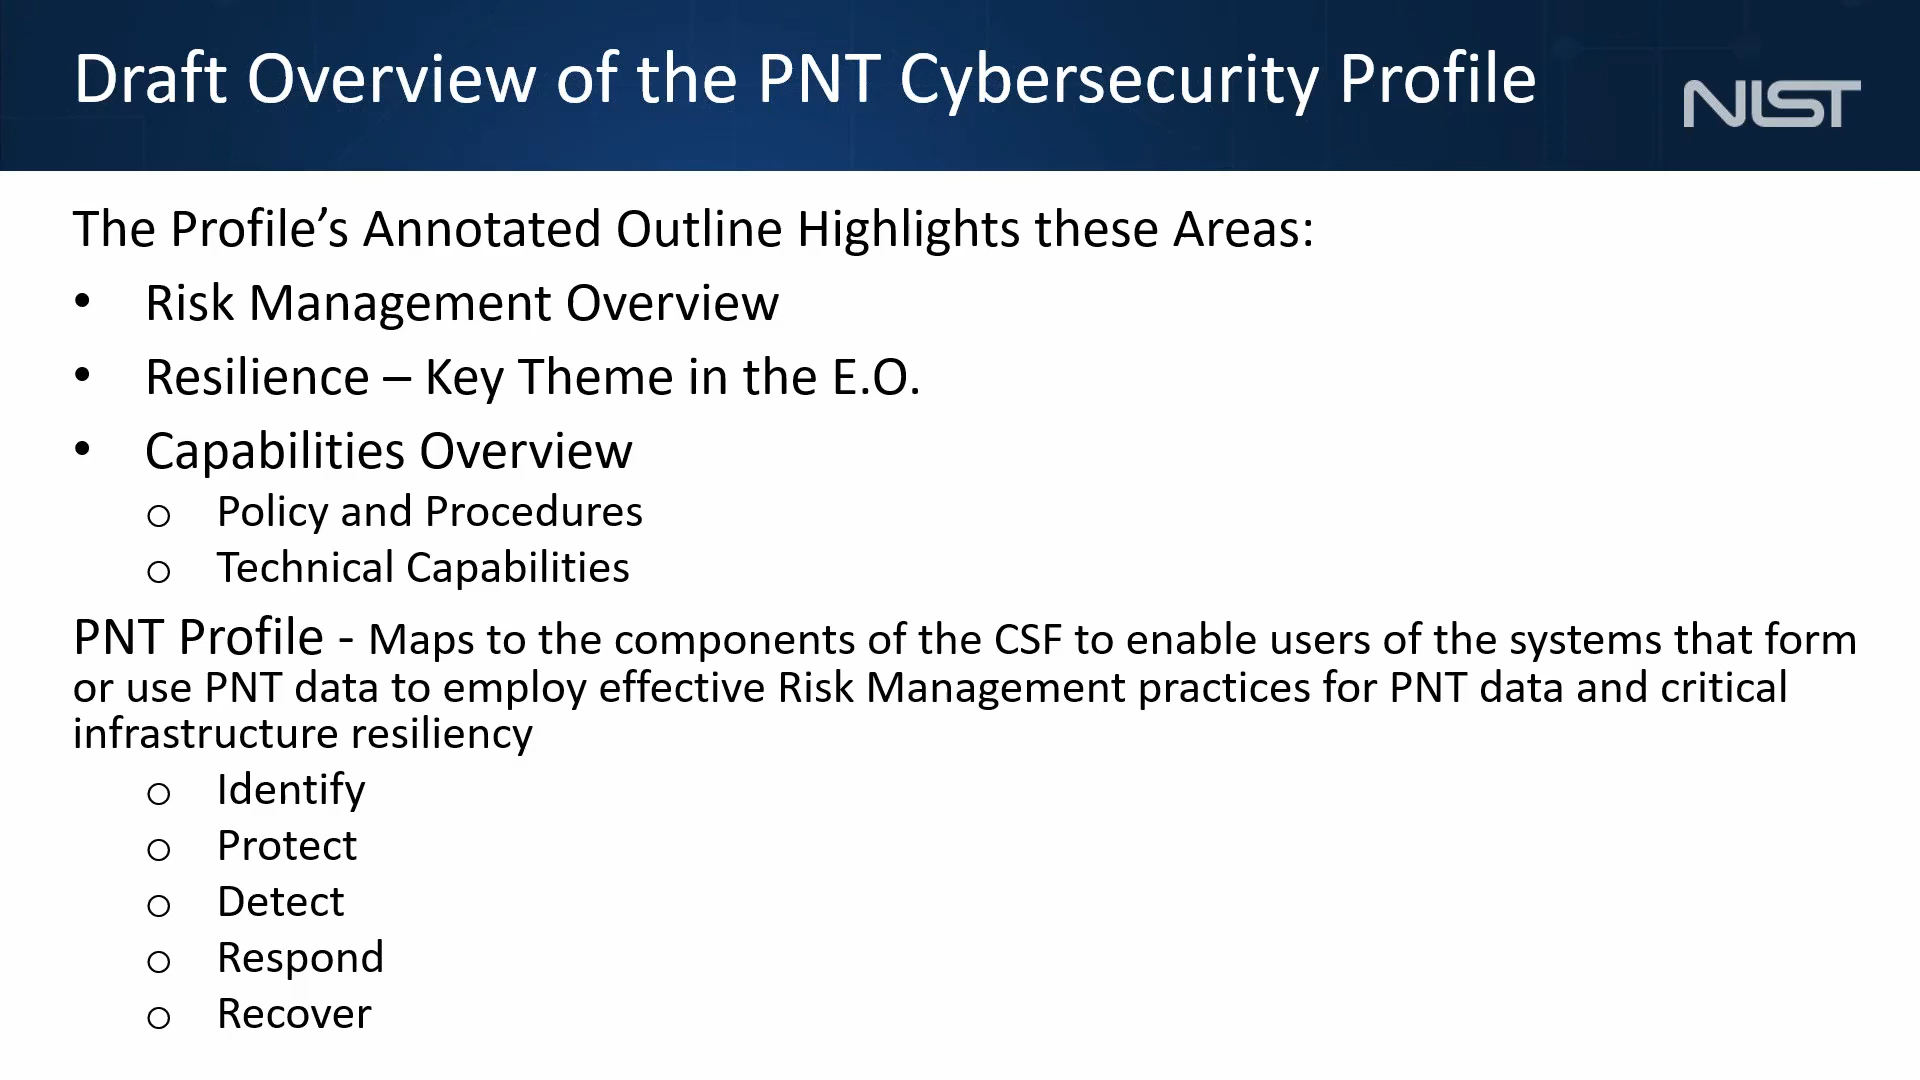 Draft Overview of the PNT Cybersecurity Profile
NIST
The Profile’s Annotated Outline Highlights these Areas:
• Risk Management Overview
• Resilience – Key Theme in the E.O.
• Capabilities Overview
o Policy and Procedures
o Technical Capabilities
PNT Profile - Maps to the components of the CSF to enable users of the systems that form
or use PNT data to employ effective Risk Management practices for PNT data and critical
infrastructure resiliency
o Identify
o Protect
o Detect
o Respond
o Recover